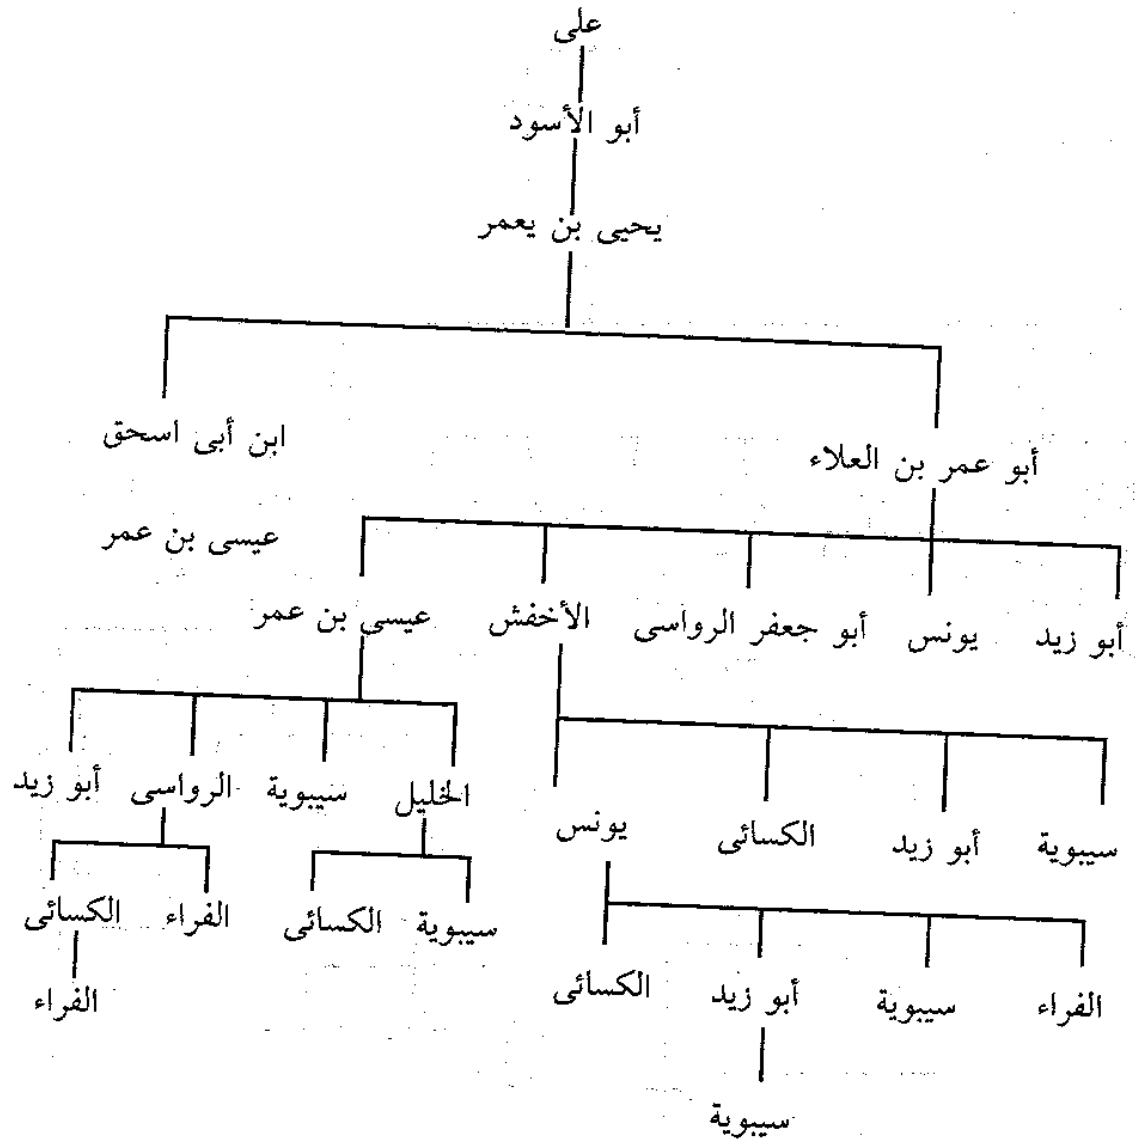 على
أبو الأسود
يحيى بن يعمر
أبو عمر بن العلاء
ابن أبى اسحق
عيسى بن عمر
أبو زيد
يونس
أبو جعفر الرواسى
الأخفش
عيسى بن عمر
سيبوية
أبو زيد
الكسائى
يونس
الخليل
سيبوية
الرواسى
أبو زيد
سيبوية
الكسائى
الفراء
الكسائى
الفراء
سيبوية
أبو زيد
الكسائى
الفراء
سيبوية